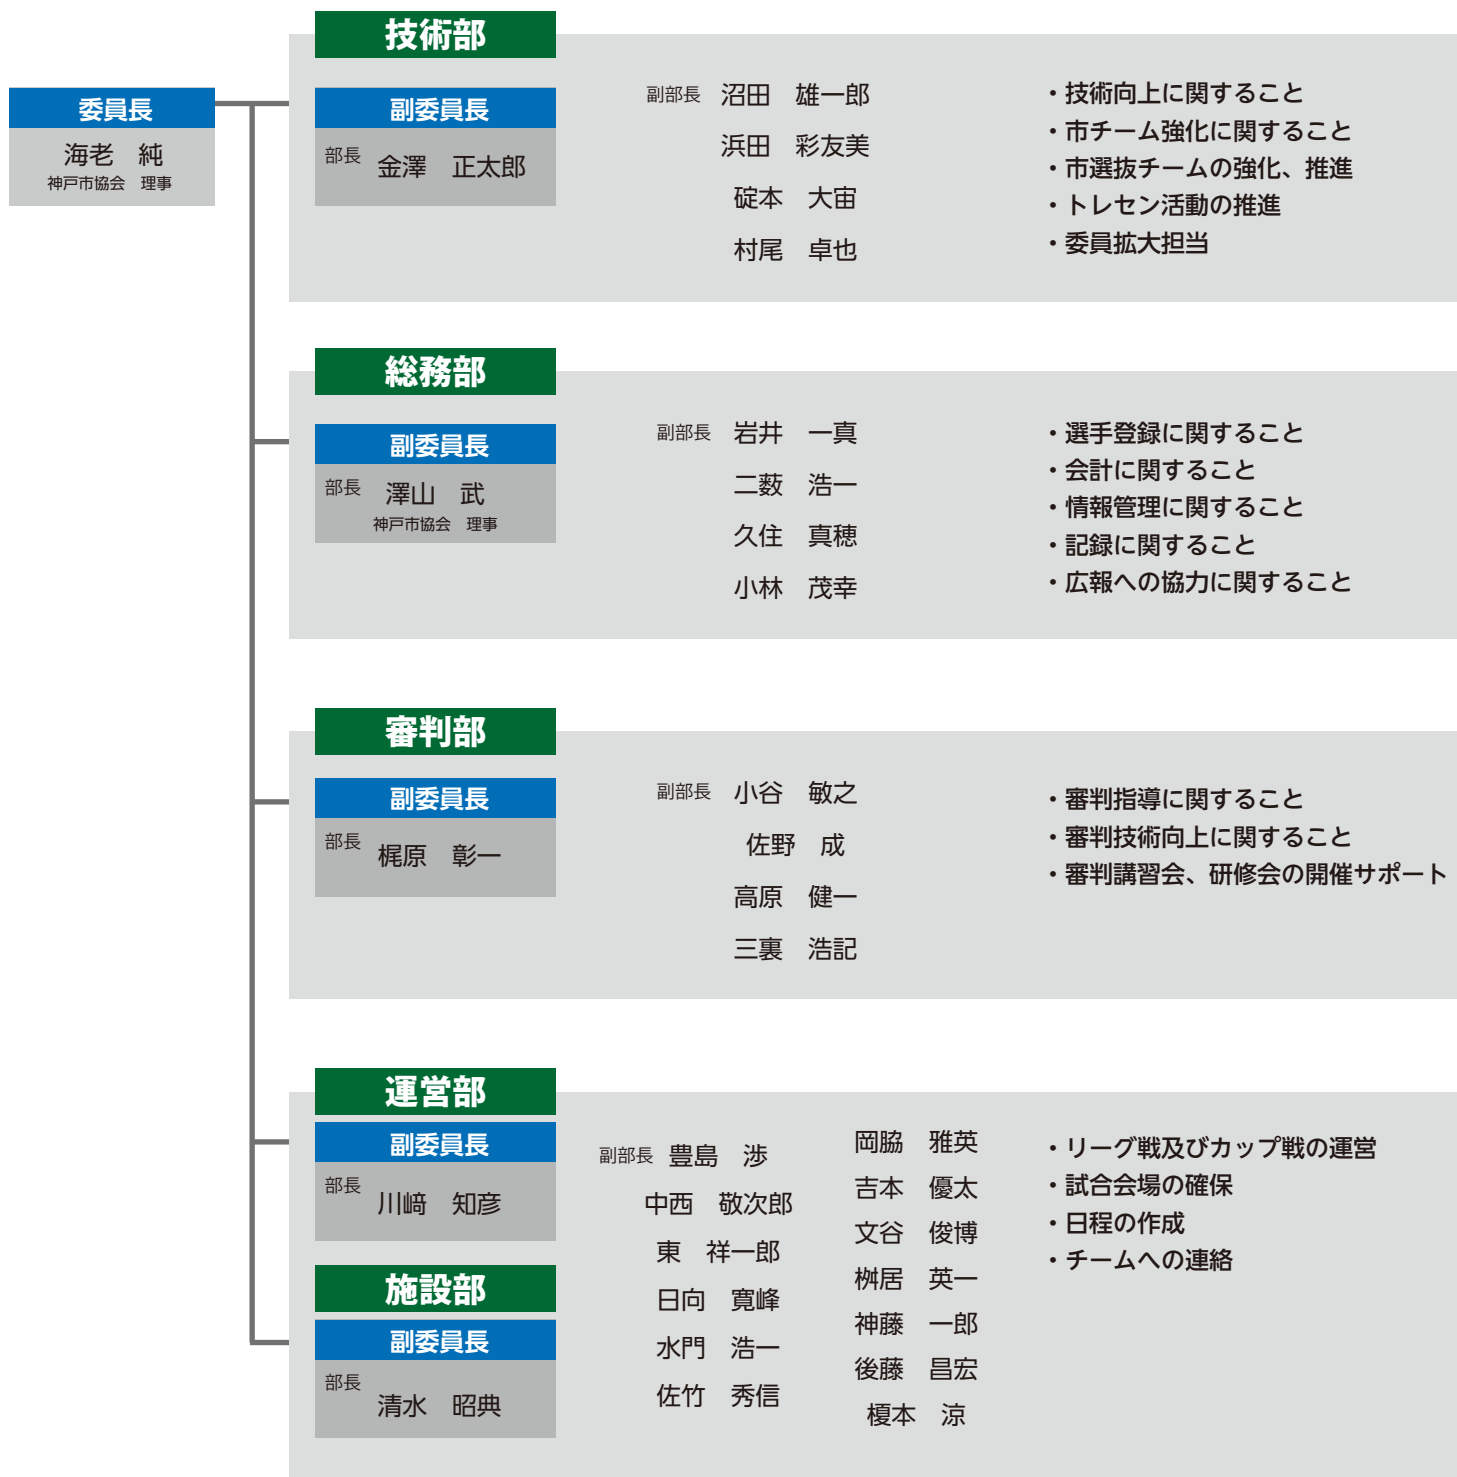 委員長
海老　純
神戸市協会　理事
技術部
副委員長
部長 金澤　正太郎
副部長 沼田　雄一郎
浜田　彩友美
碇本　大宙
村尾　卓也
・技術向上に関すること
・市チーム強化に関すること
・市選抜チームの強化、推進
・トレセン活動の推進
・委員拡大担当
総務部
副委員長
部長 澤山　武
神戸市協会　理事
副部長 岩井　一真
二薮　浩一
久住　真穂
小林　茂幸
・選手登録に関すること
・会計に関すること
・情報管理に関すること
・記録に関すること
・広報への協力に関すること
審判部
副委員長
部長 梶原　彰一
副部長 小谷　敏之
佐野　成
高原　健一
三裏　浩記
・審判指導に関すること
・審判技術向上に関すること
・審判講習会、研修会の開催サポート
運営部
副委員長
部長 川﨑　知彦
施設部
副委員長
部長 清水　昭典
副部長 豊島　渉
中西　敬次郎
東　祥一郎
日向　寛峰
水門　浩一
佐竹　秀信
岡脇　雅英
吉本　優太
文谷　俊博
桝居　英一
神藤　一郎
後藤　昌宏
榎本　涼
・リーグ戦及びカップ戦の運営
・試合会場の確保
・日程の作成
・チームへの連絡